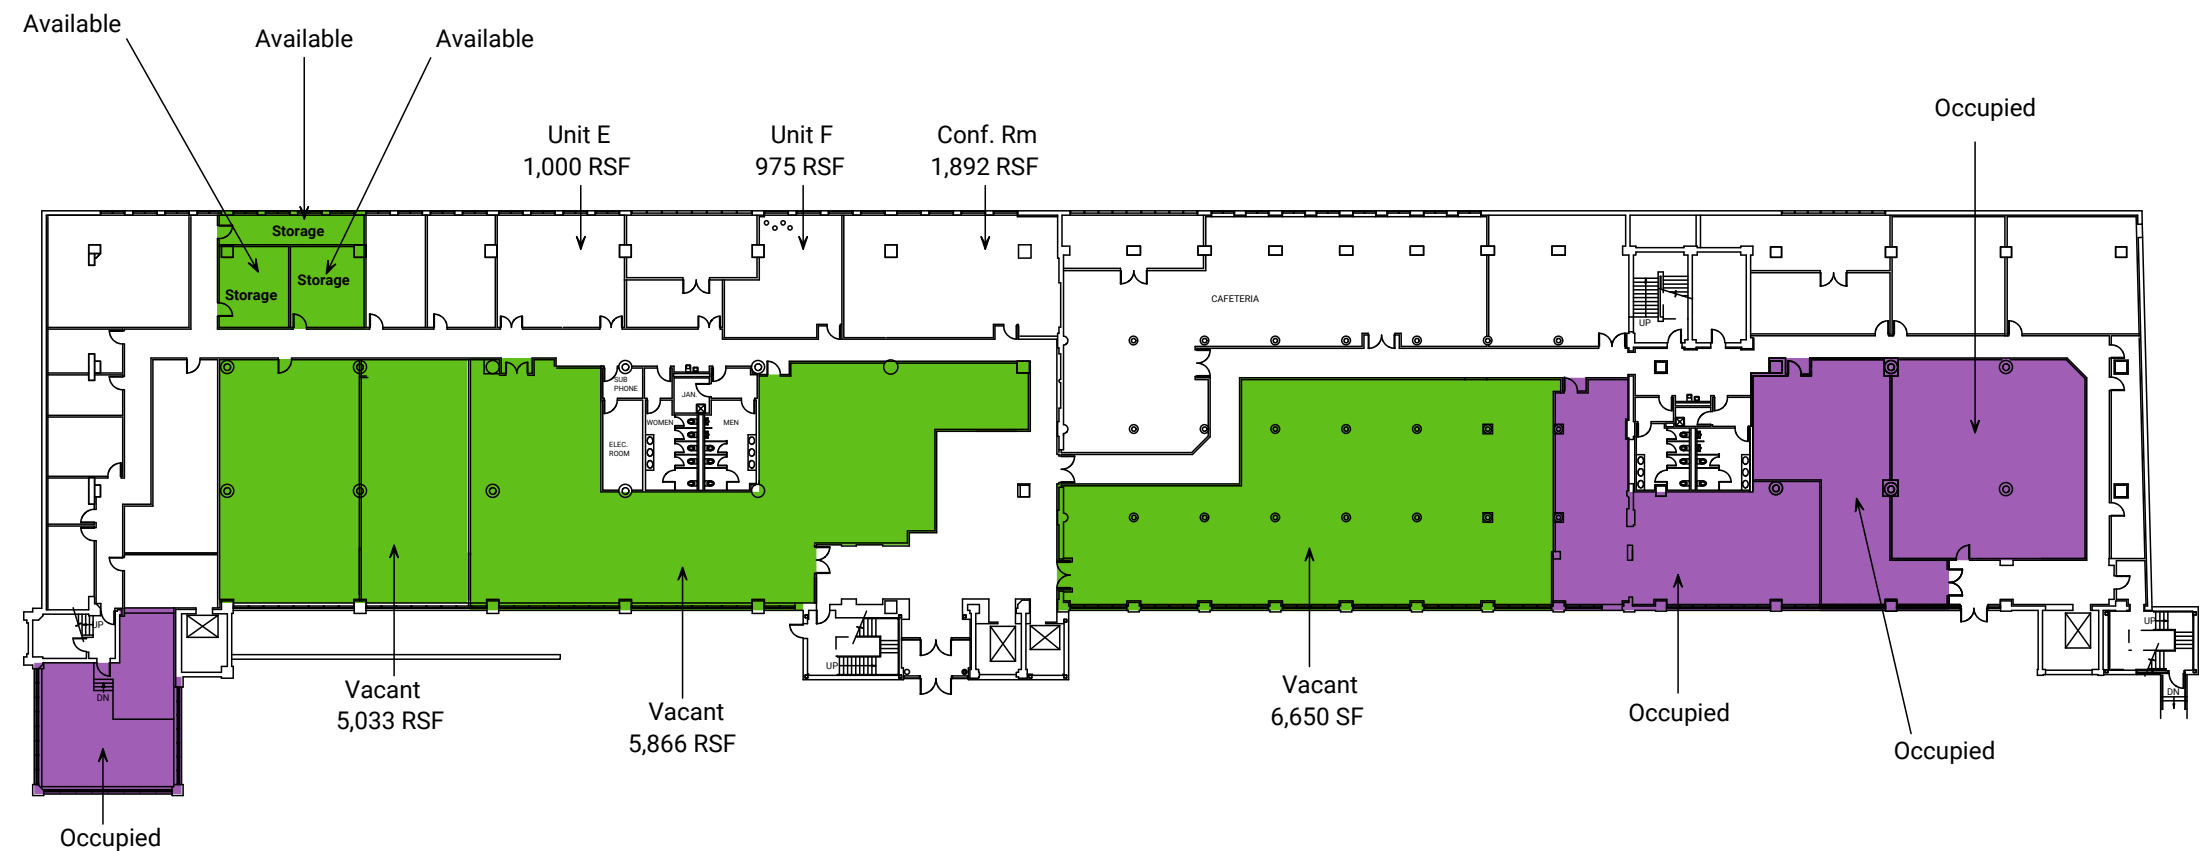 Available
Available
Available
Occupied
Unit E
1,000 RSF
Unit F
975 RSF
Conf. Rm
1,892 RSF
Storage
Storage
Storage
CAFETERIA
UP
SUB
PHONE
JAN.
WOMEN
MEN
ELEC.
ROOM
UP
UP
UP
DN
DN
Vacant
5,033 RSF
Vacant
5,866 RSF
Vacant
6,650 SF
Occupied
Occupied
Occupied